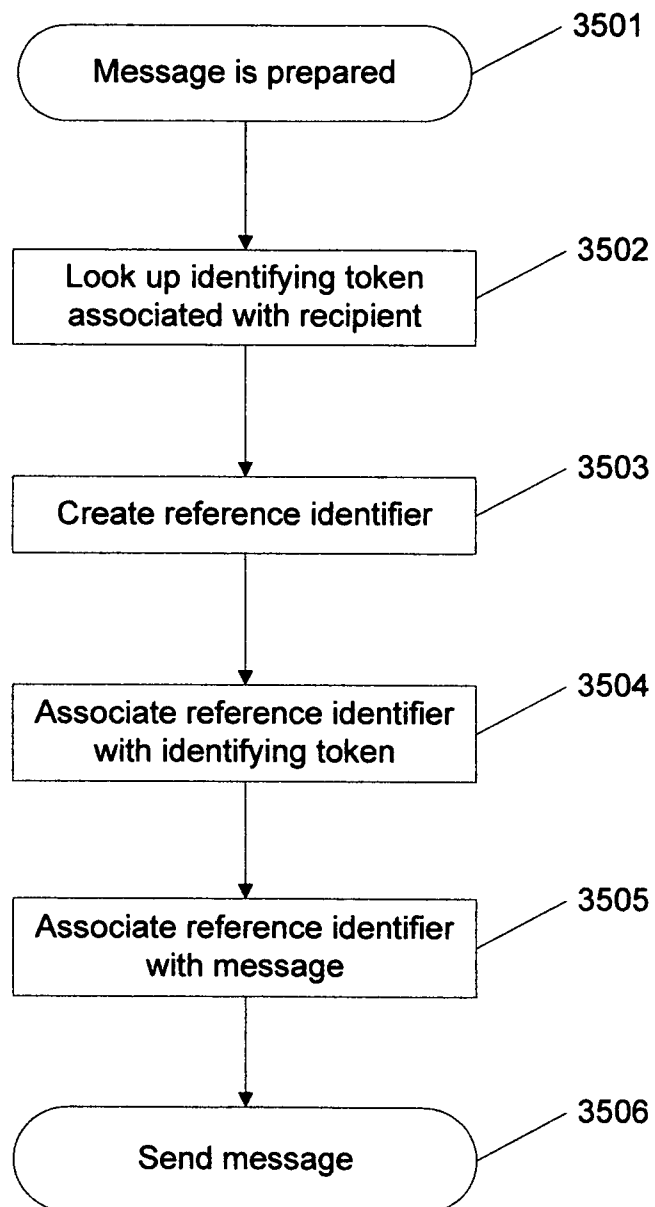 3501
Message is prepared
3502
Look up identifying token
associated with recipient
3503
Create reference identifier
3504
Associate reference identifier
with identifying token
3505
Associate reference identifier
with message
3506
Send message